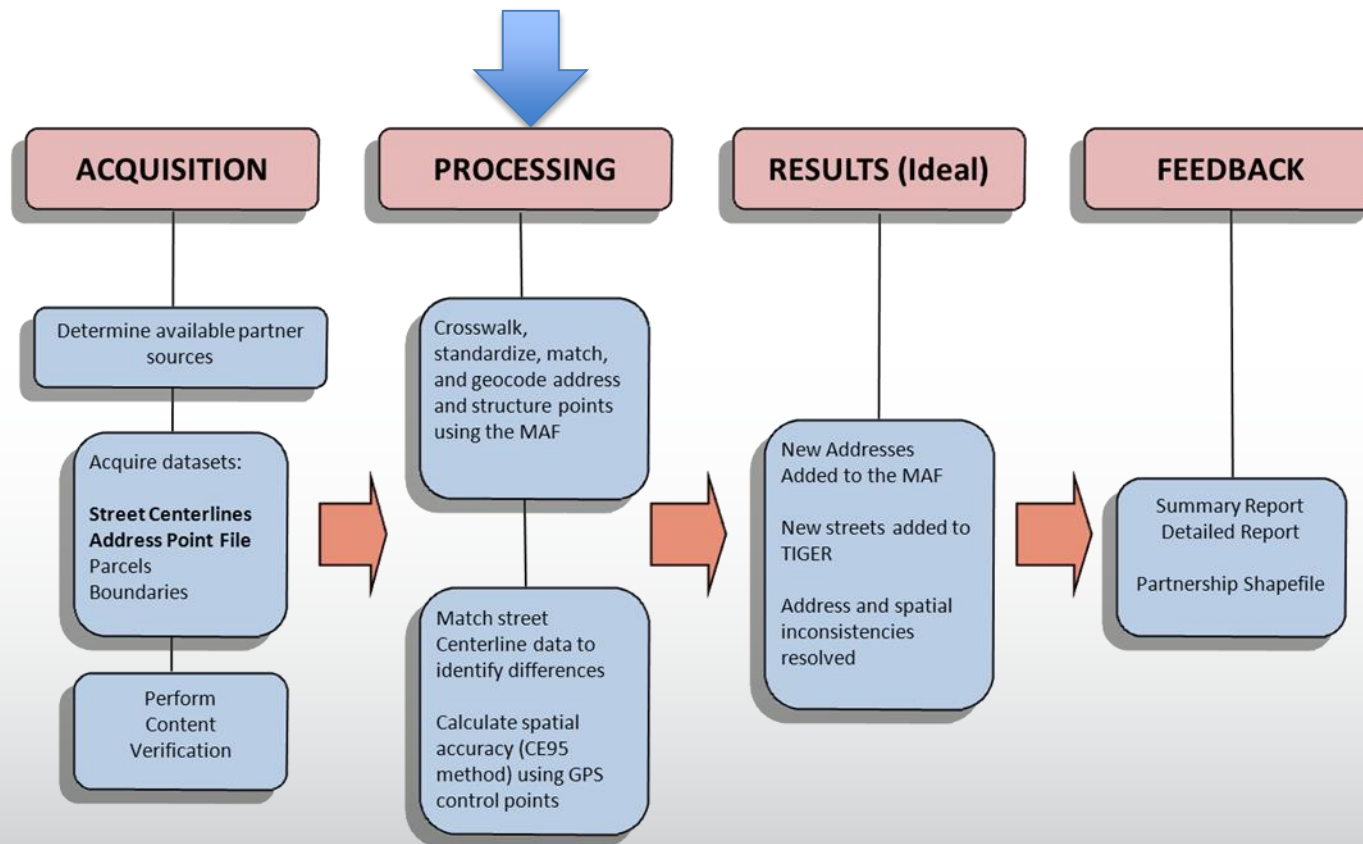 ACQUISITION
Determine available partner
sources
Acquire datasets:
Street Centerlines
Address Point File
Parcels
Boundaries
Perform
Content
Verification
PROCESSING
Crosswalk,
standardize, match,
and geocode address
and structure points
using the MAF
Match street
Centerline data to
identify differences
Calculate spatial
accuracy (CE95
method) using GPS
control points
RESULTS (Ideal)
New Addresses
Added to the MAF
New streets added to
TIGER
Address and spatial
inconsistencies
resolved
FEEDBACK
Summary Report
Detailed Report
Partnership Shapefile